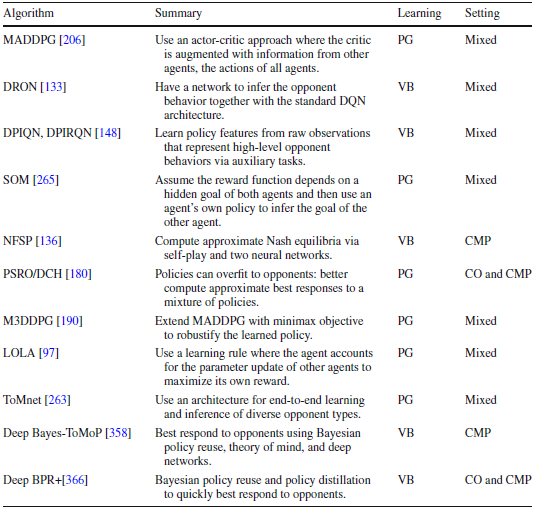 Algorithm Summary Learning Setting
MADDPG [206] Use an actor-critic approach where the critic PG Mixed
is augmented with information from other
agents, the actions of all agents.
DRON [133] Have a network to infer the opponent VB Mixed
behavior together with the standard DQN
architecture.
DPIQN, DPIRQN [148] Learn policy features from raw observations VB Mixed
that represent high-level opponent
behaviors via auxiliary tasks.
SOM [265] Assume the reward function depends on a PG Mixed
hidden goal of both agents and then use an
agent's own policy to infer the goal of the
other agent.
NFSP [136] Compute approximate Nash equilibria via VB CMP
self-play and two neural networks.
PSRO/DCH [180] Policies can overfit to opponents: better PG CO and CMP
compute approximate best responses to a
mixture of policies.
M3DDPG [190] Extend MADDPG with minimax objective PG Mixed
to robustify the learned policy.
LOLA [97] Use a learning rule where the agent accounts PG Mixed
for the parameter update of other agents to
maximize its own reward.
ToMnet [263] Use an architecture for end-to-end learning PG Mixed
and inference of diverse opponent types.
Deep Bayes-ToMoP [358] Best respond to opponents using Bayesian VB CMP
policy reuse, theory of mind, and deep
networks.
Deep BPR+[366] Bayesian policy reuse and policy distillation VB CO and CMP
to quickly best respond to opponents.